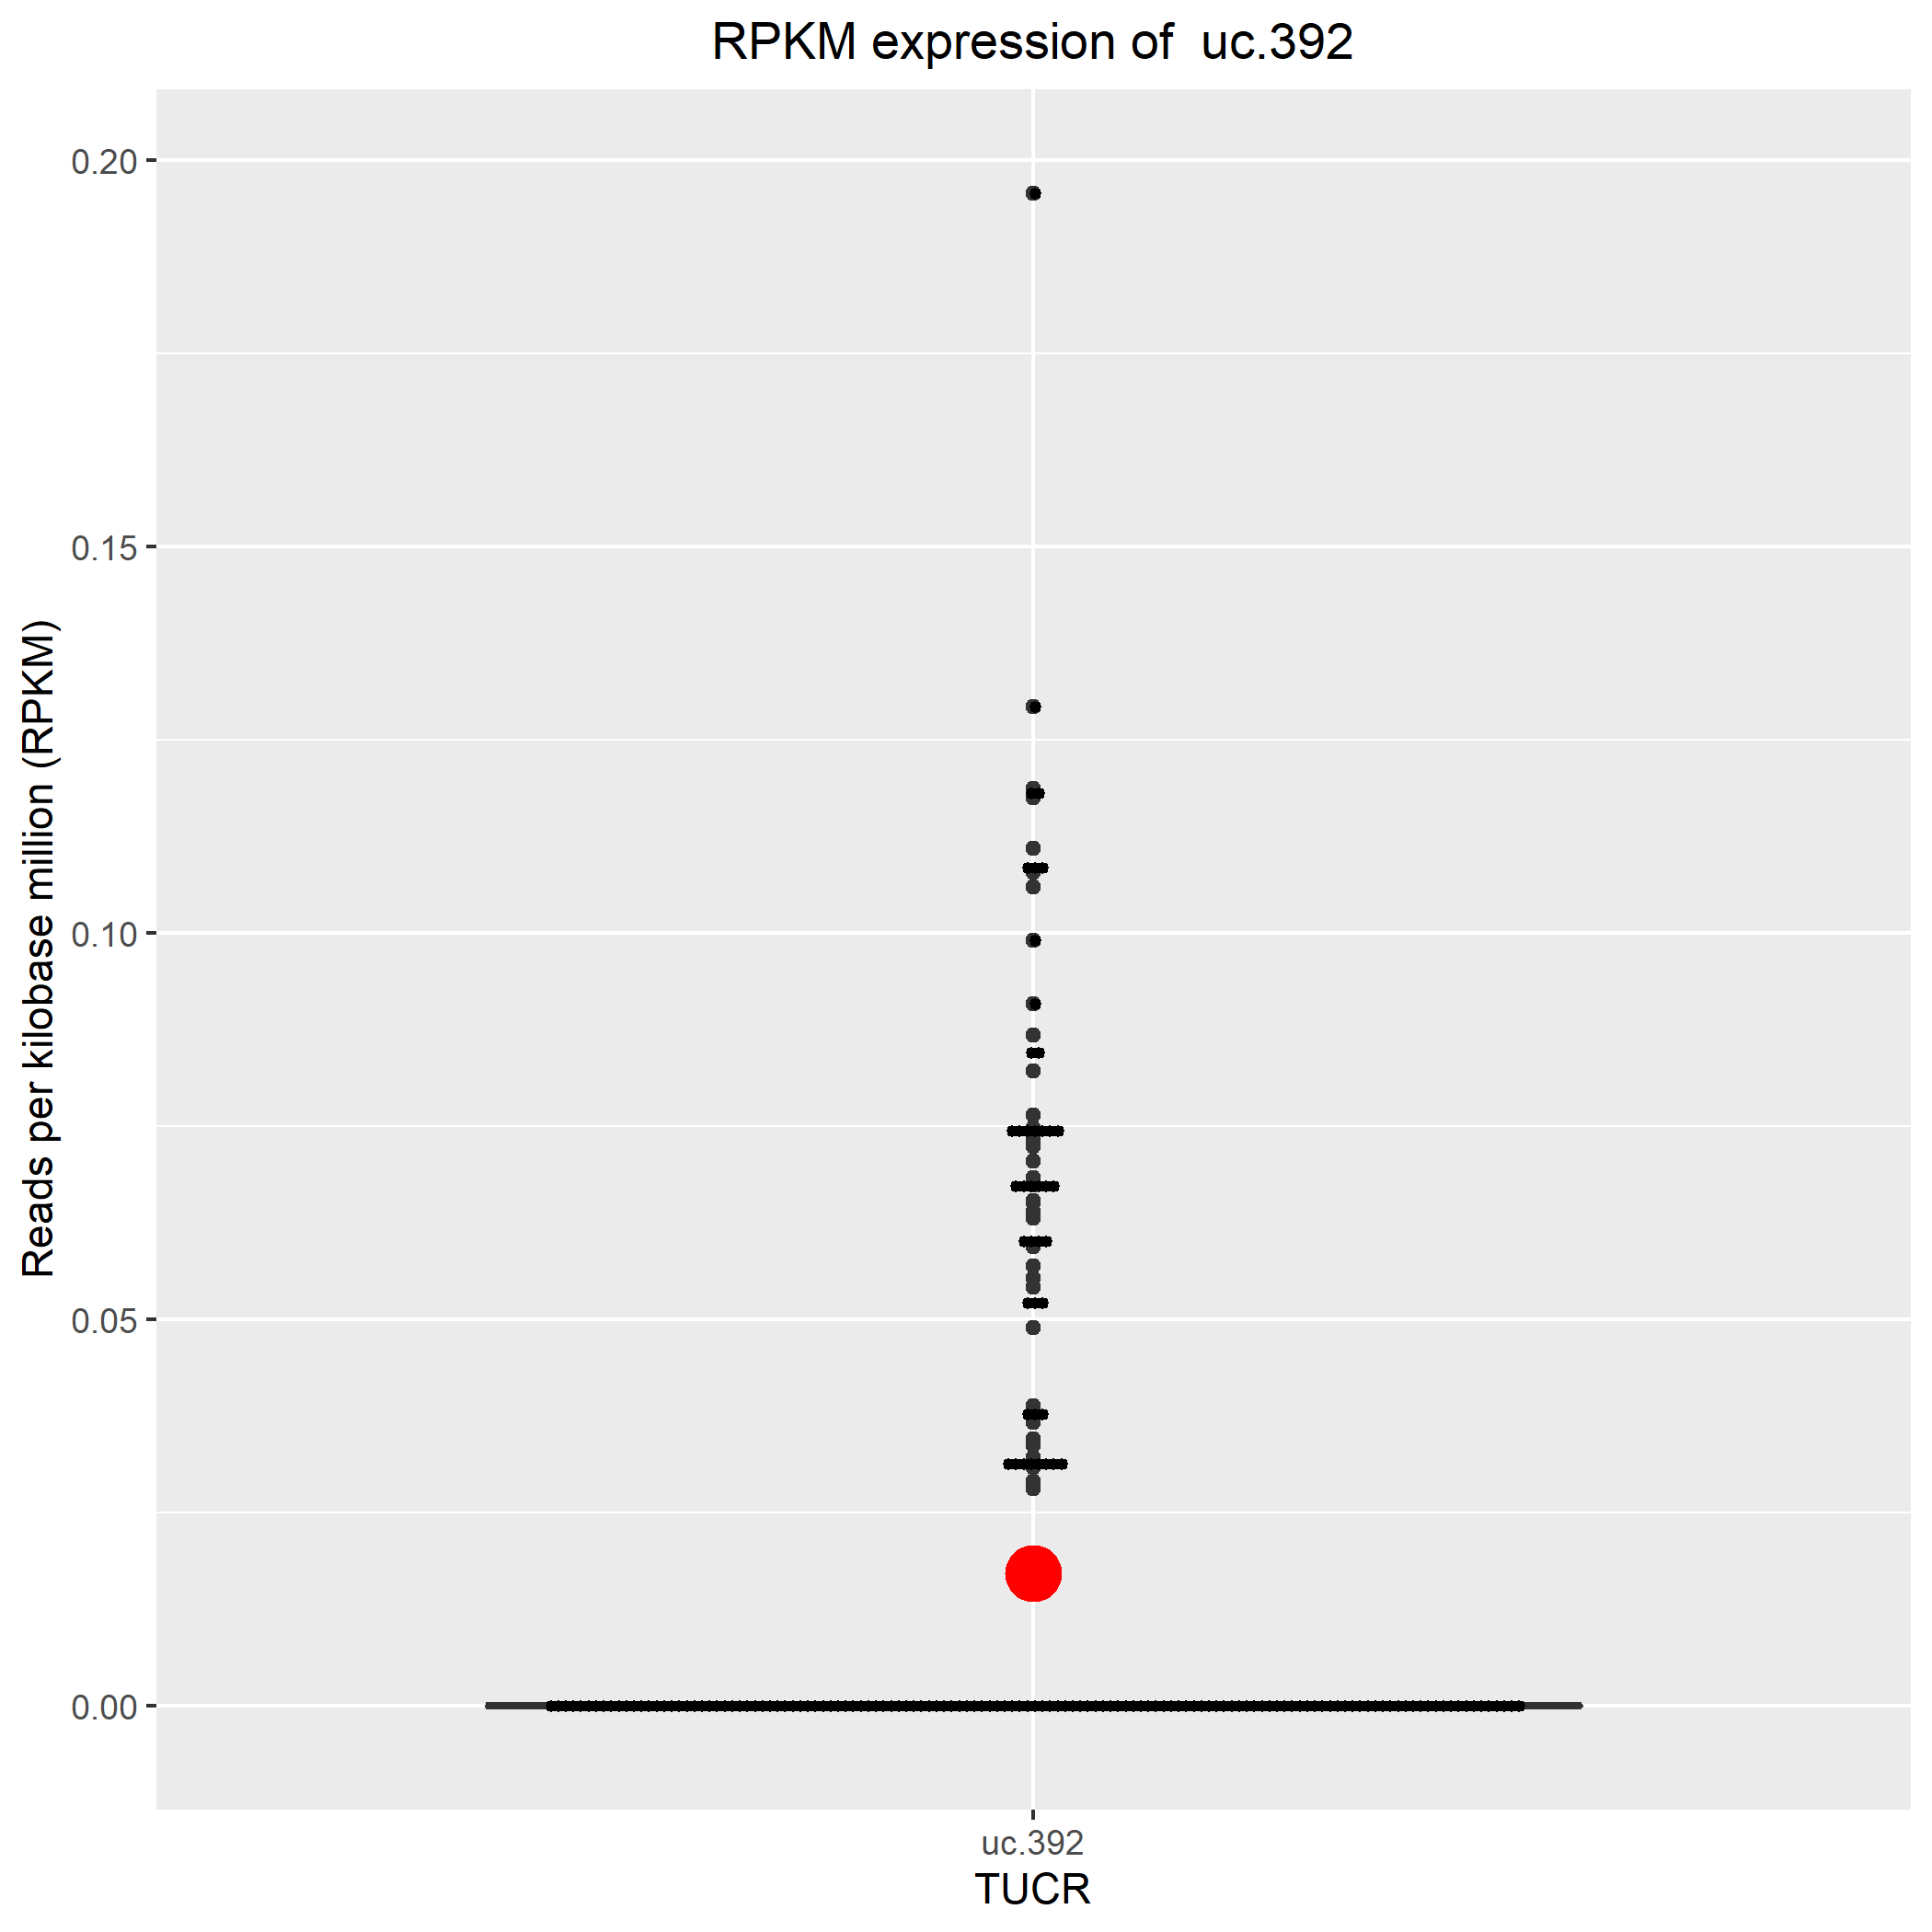 RPKM expression of  uc.392
Reads per kilobase million (RPKM)
0.20
0.15
0.10
0.05
0.00
uc.392
TUCR